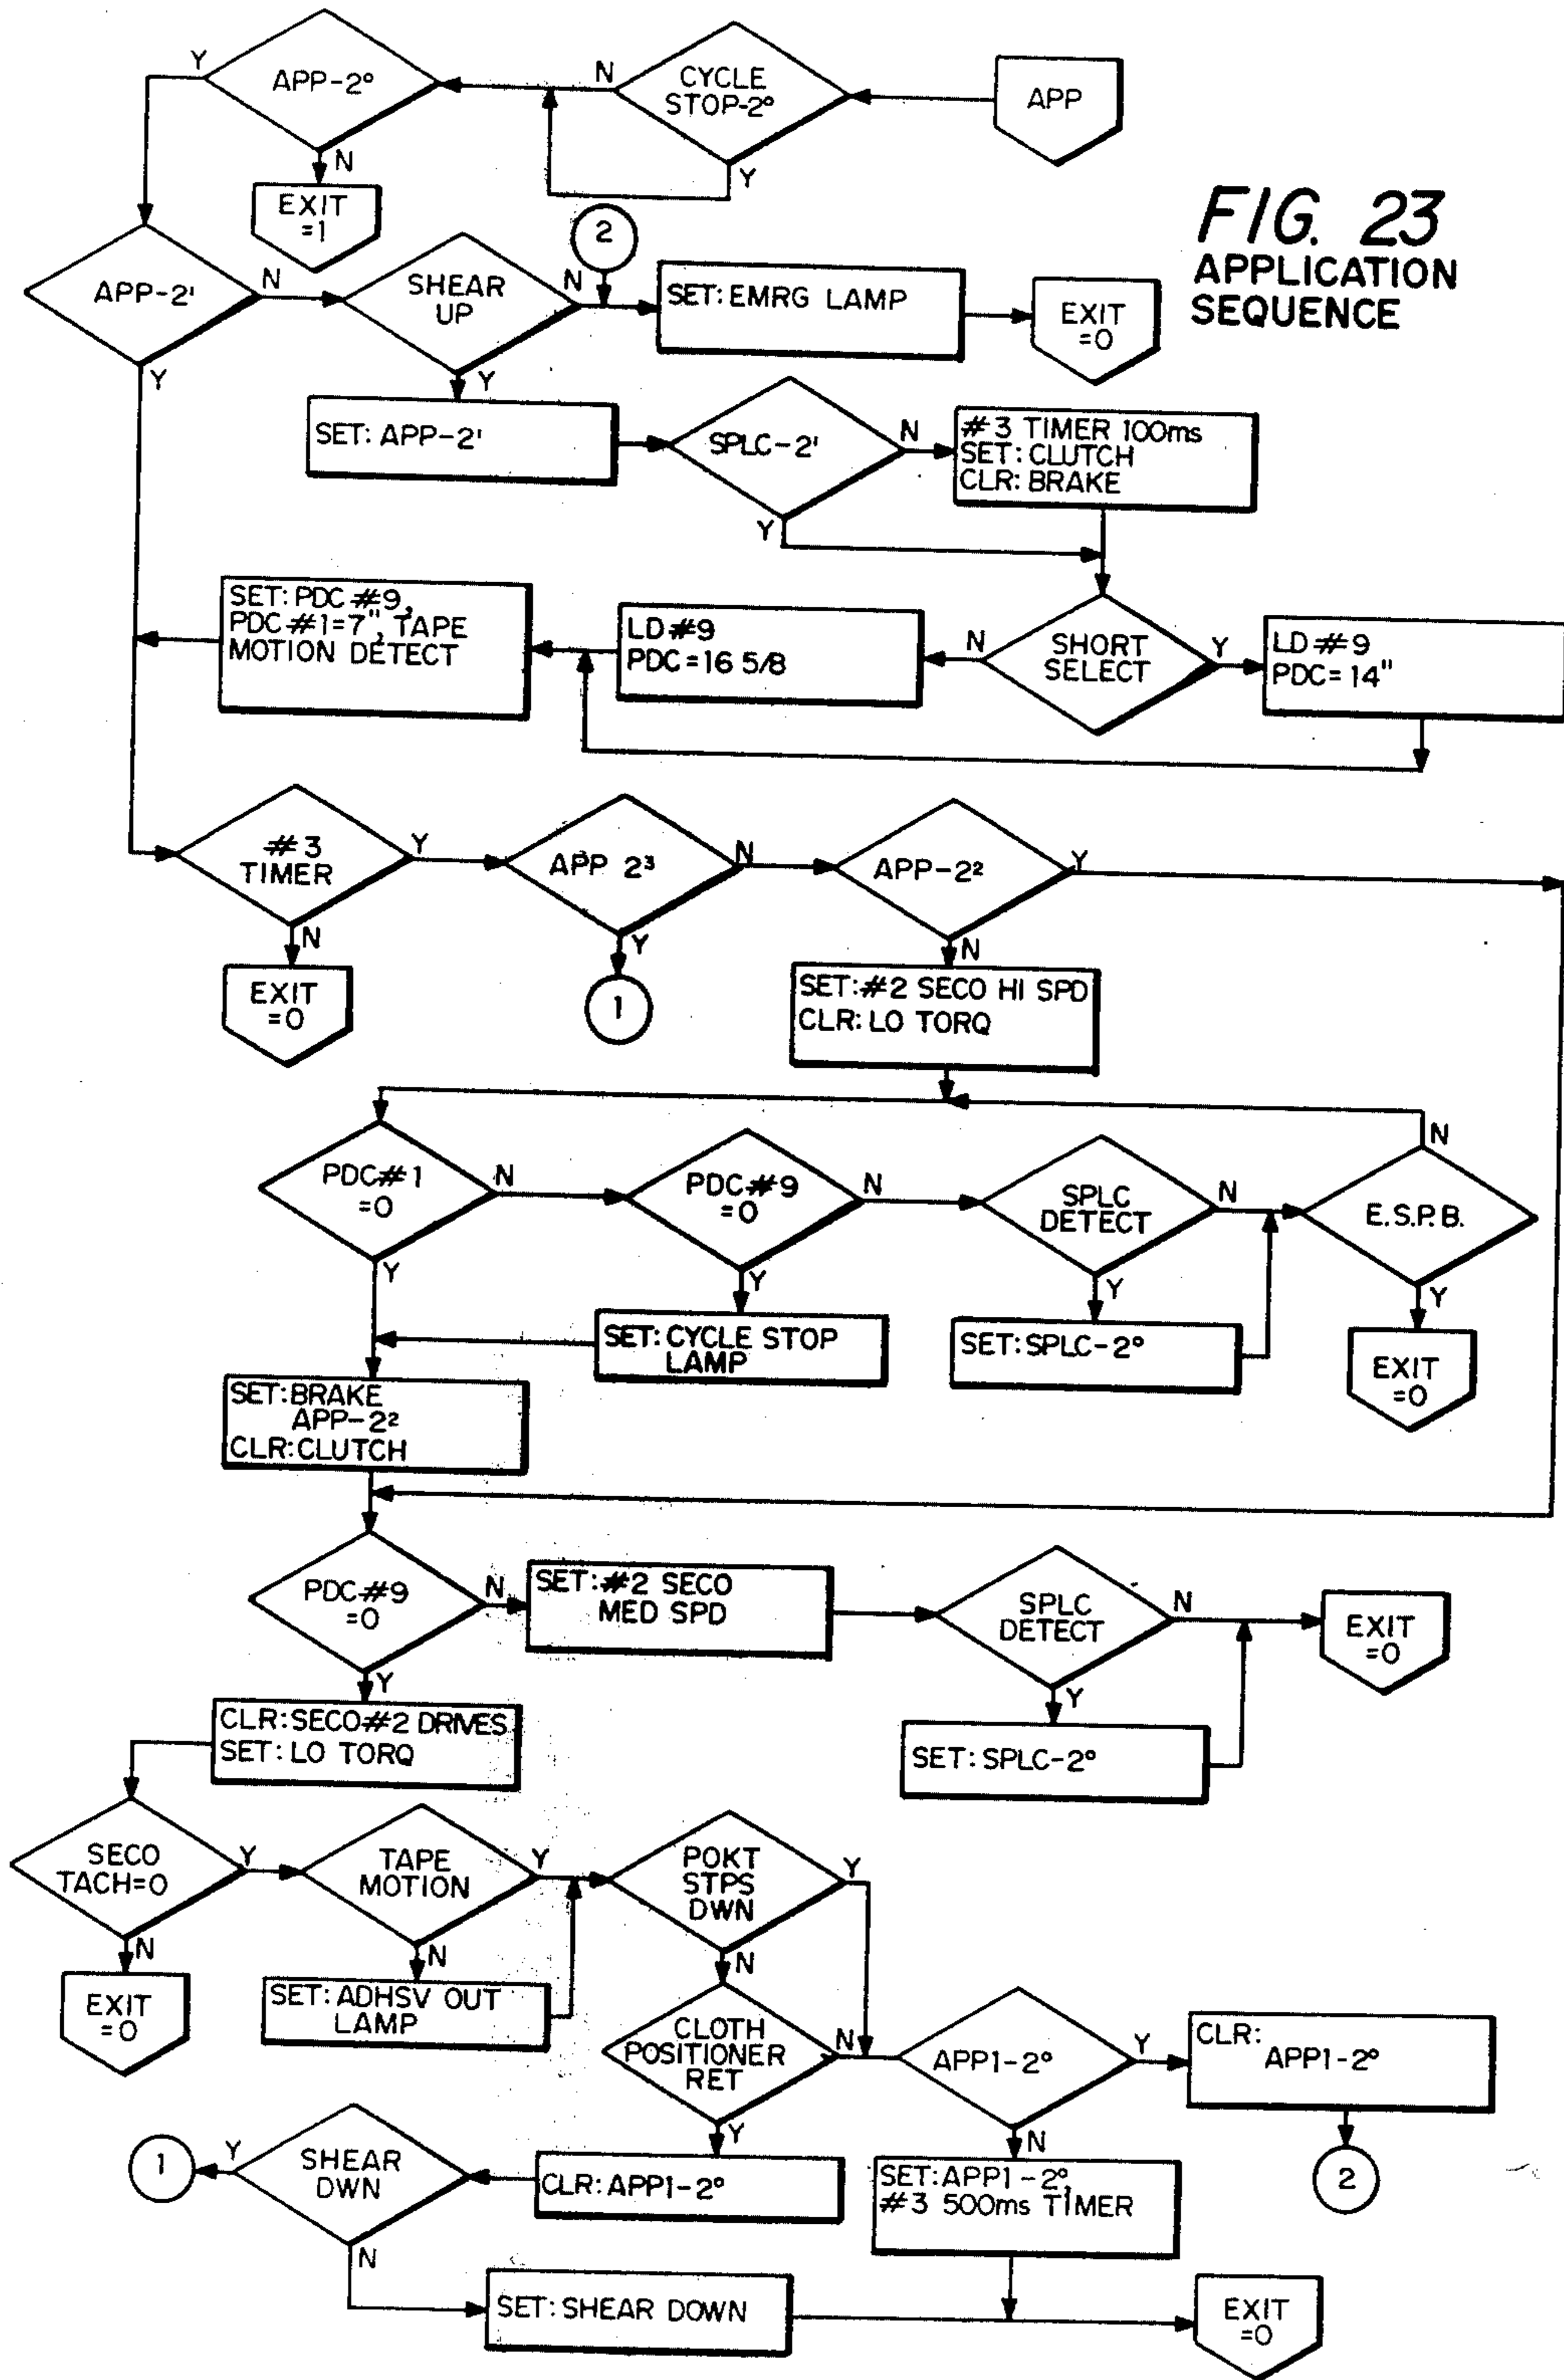 Y
APP-2°
N
EXIT
=1
N
CYCLE
STOP-2°
Y
APP
FIG. 23
APPLICATION
SEQUENCE
APP-2'
N
Y
SHEAR
UP
N
Y
2
SET: EMRG LAMP
EXIT
=0
SET: APP-2'
SPLC-2'
N
Y
#3 TIMER 100ms
SET: CLUTCH
CLR: BRAKE
SET: PDC #9,
PDC #1=7", TAPE
MOTION DETECT
LD #9
PDC=16 5/8
N
SHORT
SELECT
Y
LD #9
PDC= 14"
#3
TIMER
Y
N
EXIT
=0
APP 2³
N
Y
1
APP-2²
Y
N
SET:#2 SECO HI SPD
CLR: LO TORQ
PDC#1
=0
N
Y
PDC#9
=0
N
Y
SPLC
DETECT
N
Y
E.S.P.B.
N
Y
SET: CYCLE STOP
LAMP
SET:SPLC-2°
EXIT
=0
SET:BRAKE
APP-2²
CLR:CLUTCH
PDC#9
=0
N
Y
SET:#2 SECO
MED SPD
SPLC
DETECT
N
Y
EXIT
=0
SET: SPLC-2°
CLR:SECO#2 DRIVES
SET: LO TORQ
SECO
TACH=0
Y
N
EXIT
=0
TAPE
MOTION
Y
N
SET:ADHSV OUT
LAMP
POKT
STPS
DWN
Y
N
CLOTH
POSITIONER
RET
N
Y
APP1-2°
Y
N
CLR:
APP1-2°
2
1
Y
SHEAR
DWN
N
CLR: APP1-2°
SET:APP1-2°,
#3 500ms TIMER
SET: SHEAR DOWN
EXIT
=0